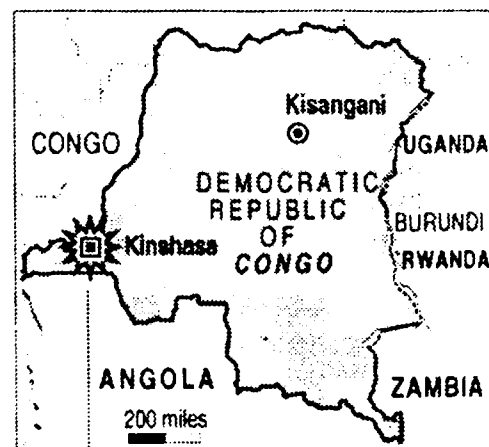 Kisangani
CONGO
UGANDA
DEMOCRATIC
REPUBLIC
OF
CONGO
BURUNDI
Kinshasa
RWANDA
ANGOLA
ZAMBIA
200 miles